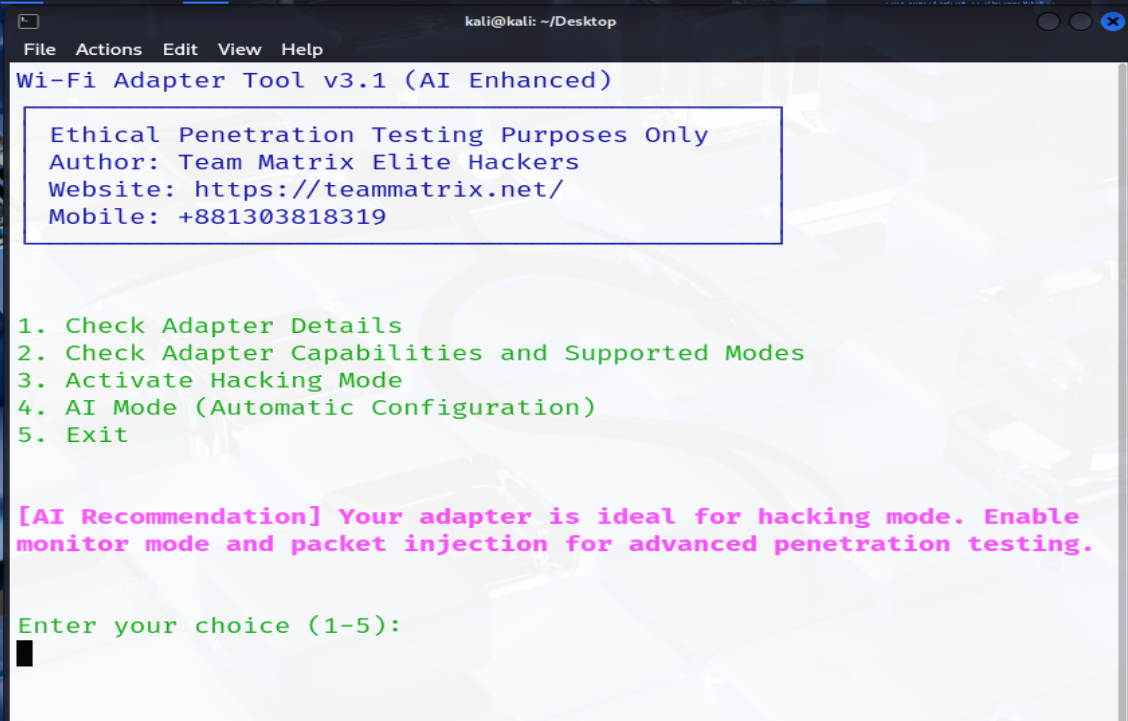 kali@kali: ~/Desktop
File Actions Edit View Help
Wi-Fi Adapter Tool v3.1 (AI Enhanced)
Ethical Penetration Testing Purposes Only
Author: Team Matrix Elite Hackers
Website: https://teammatrix.net/
Mobile: +881303818319
1. Check Adapter Details
2. Check Adapter Capabilities and Supported Modes
3. Activate Hacking Mode
4. AI Mode (Automatic Configuration)
5. Exit
[AI Recommendation] Your adapter is ideal for hacking mode. Enable
monitor mode and packet injection for advanced penetration testing.
Enter your choice (1-5):